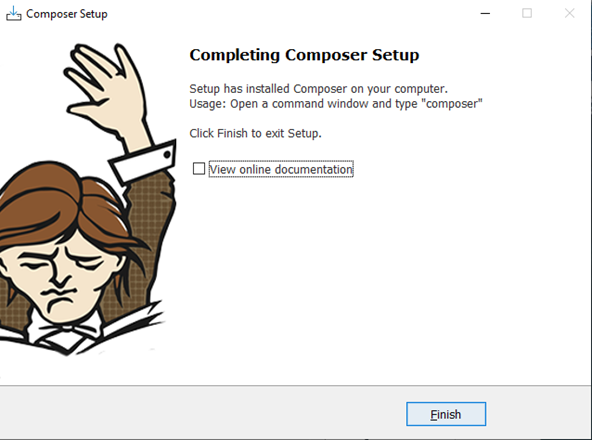 Composer Setup
Completing Composer Setup
Setup has installed Composer on your computer.
Usage: Open a command window and type "composer"
Click Finish to exit Setup.
View online documentation
Finish